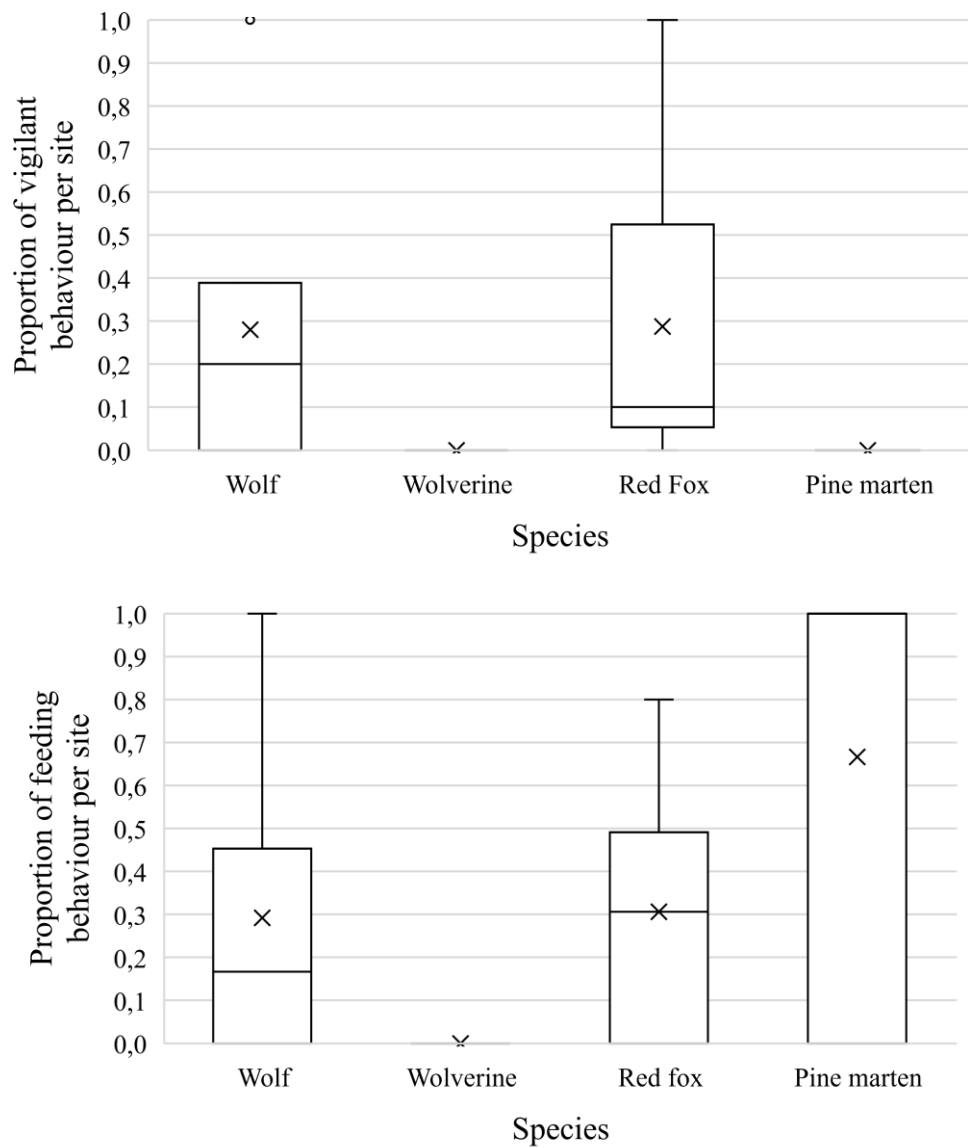 Proportion of vigilant
behaviour per site
1,0
0,9
0,8
0,7
0,6
0,5
0,4
0,3
0,2
0,1
0,0
Wolf Wolverine Red Fox Pine marten
Species
Proportion of feeding
behaviour per site
1,0
0,9
0,8
0,7
0,6
0,5
0,4
0,3
0,2
0,1
0,0
Wolf Wolverine Red fox Pine marten
Species